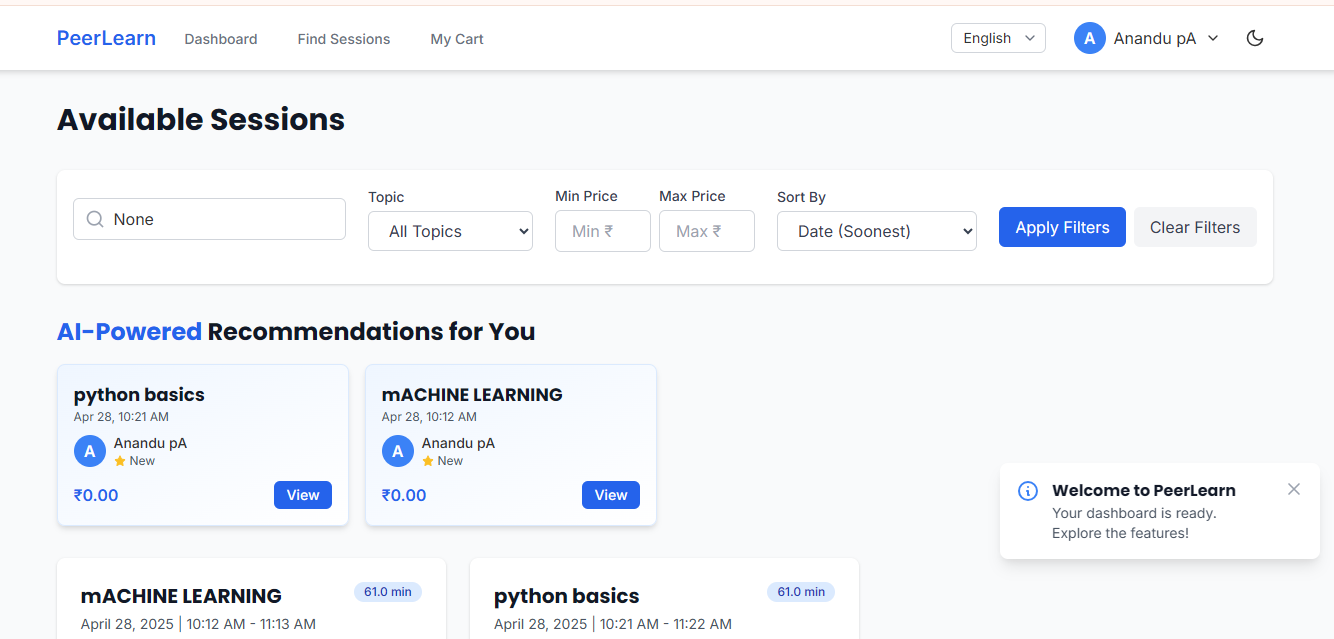 PeerLearn Dashboard Find Sessions My Cart English A Anandu pA
Available Sessions
None
Topic Min Price Max Price Sort By
All Topics Min ₹ Max ₹ Date (Soonest) Apply Filters Clear Filters
AI-Powered Recommendations for You
python basics
Apr 28, 10:21 AM
A Anandu pA
New
₹0.00 View
mACHINE LEARNING
Apr 28, 10:12 AM
A Anandu pA
New
₹0.00 View
Welcome to PeerLearn
Your dashboard is ready.
Explore the features!
mACHINE LEARNING 61.0 min
April 28, 2025 | 10:12 AM - 11:13 AM
python basics 61.0 min
April 28, 2025 | 10:21 AM - 11:22 AM